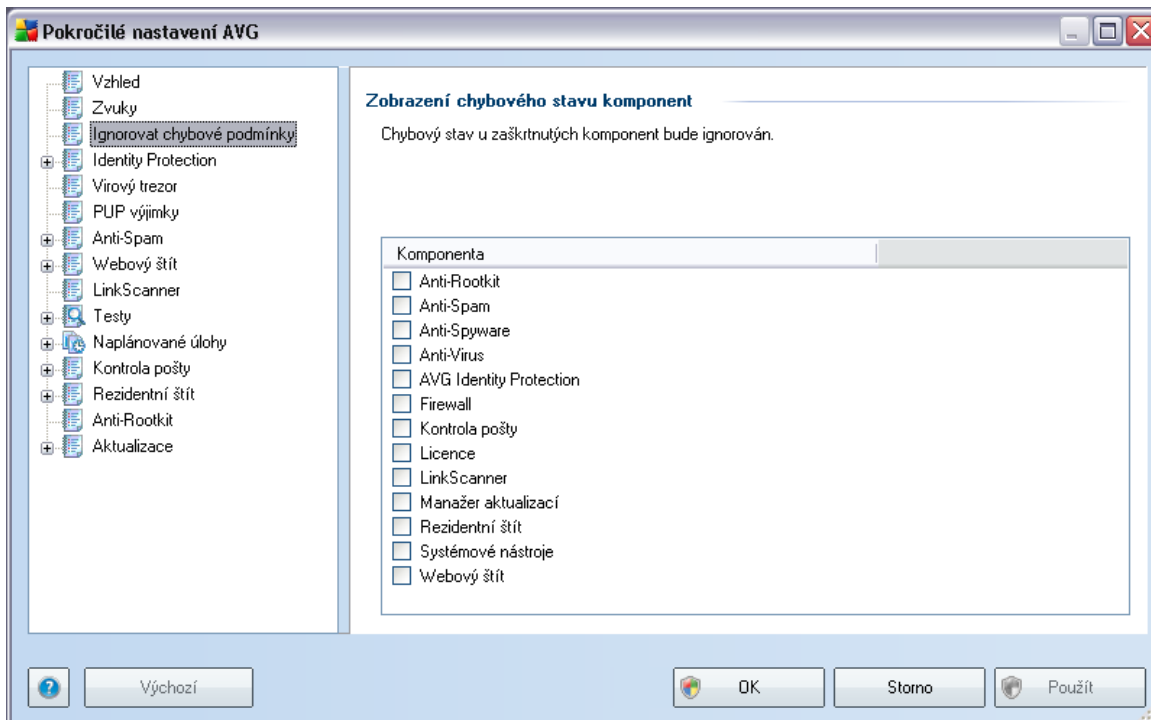 Pokročilé nastavení AVG
Vzhled
Zvuky
Ignorovat chybové podmínky
Identity Protection
Virový trezor
PUP výjimky
Anti-Spam
Webový štít
LinkScanner
Testy
Naplánované úlohy
Kontrola pošty
Rezidentní štít
Anti-Rootkit
Aktualizace
Zobrazení chybového stavu komponent
Chybový stav u zaškrtnutých komponent bude ignorován.
Komponenta
Anti-Rootkit
Anti-Spam
Anti-Spyware
Anti-Virus
AVG Identity Protection
Firewall
Kontrola pošty
Licence
LinkScanner
Manažer aktualizací
Rezidentní štít
Systémové nástroje
Webový štít
Výchozí
OK
Storno
Použít